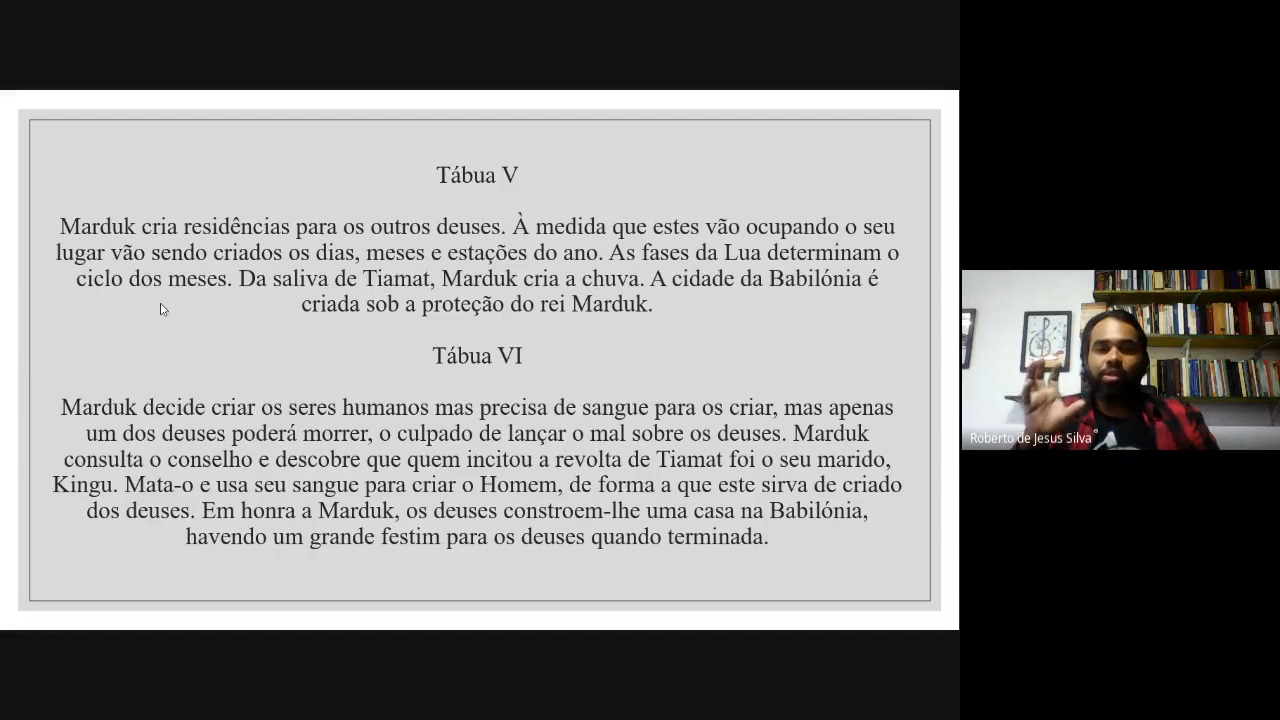 Tábua V
Marduk cria residências para os outros deuses. À medida que estes vão ocupando o seu
lugar vão sendo criados os dias, meses e estações do ano. As fases da Lua determinam o
ciclo dos meses. Da saliva de Tiamat, Marduk cria a chuva. A cidade da Babilónia é
criada sob a proteção do rei Marduk.
Tábua VI
Marduk decide criar os seres humanos mas precisa de sangue para os criar, mas apenas
um dos deuses poderá morrer, o culpado de lançar o mal sobre os deuses. Marduk
consulta o conselho e descobre que quem incitou a revolta de Tiamat foi o seu marido,
Kingu. Mata-o e usa seu sangue para criar o Homem, de forma a que este sirva de criado
dos deuses. Em honra a Marduk, os deuses constroem-lhe uma casa na Babilónia,
havendo um grande festim para os deuses quando terminada.
Roberto de Jesus Silva